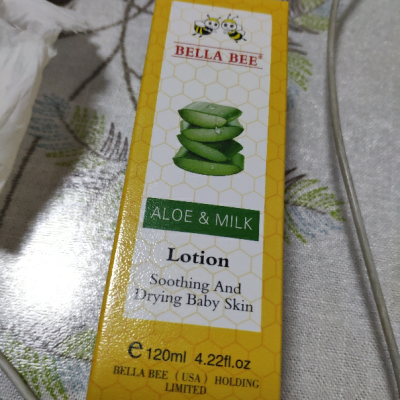 BELLA BEE®
ALOE & MILK
Lotion
Soothing And
Drying Baby Skin
e 120ml 4.22fl.oz
BELLA BEE (USA) HOLDING
LIMITED